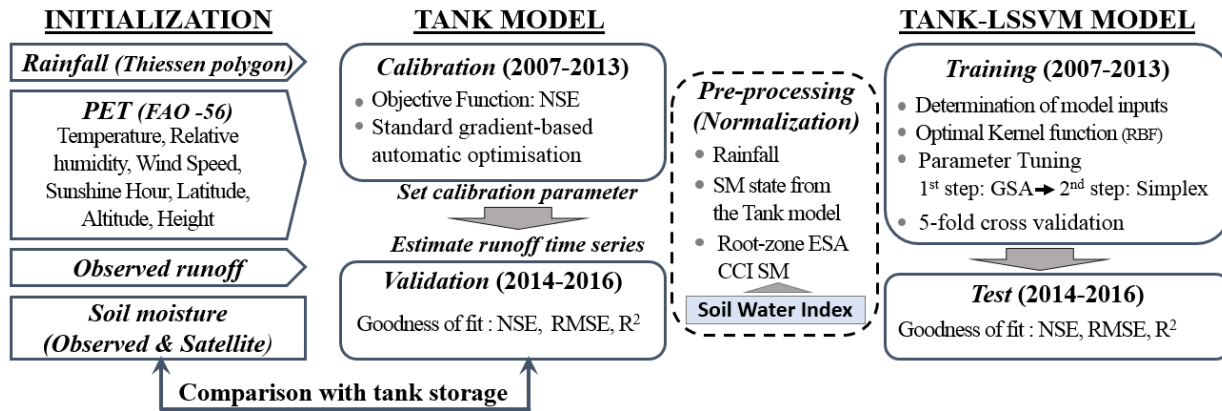 INITIALIZATION
Rainfall (Thiessen polygon)
PET (FAO -56)
Temperature, Relative
humidity, Wind Speed,
Sunshine Hour, Latitude,
Altitude, Height
Observed runoff
Soil moisture
(Observed & Satellite)
TANK MODEL
Calibration (2007-2013)
• Objective Function: NSE
• Standard gradient-based
automatic optimisation
Set calibration parameter
Estimate runoff time series
Validation (2014-2016)
Goodness of fit : NSE, RMSE, R²
Comparison with tank storage
Pre-processing
(Normalization)
• Rainfall
• SM state from
the Tank model
• Root-zone ESA
CCI SM
Soil Water Index
TANK-LSSVM MODEL
Training (2007-2013)
• Determination of model inputs
• Optimal Kernel function (RBF)
• Parameter Tuning
1st step: GSA➔ 2nd step: Simplex
• 5-fold cross validation
Test (2014-2016)
Goodness of fit : NSE, RMSE, R²